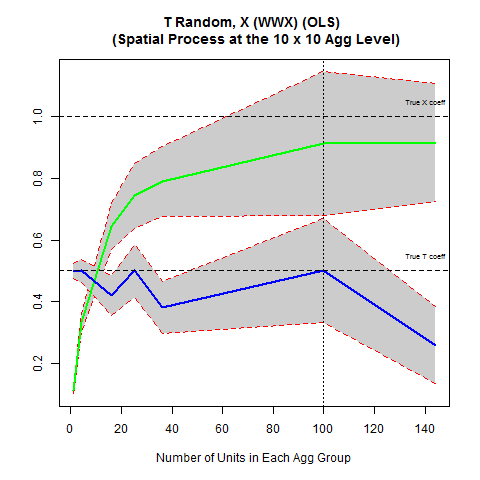 T Random, X (WWX) (OLS)
(Spatial Process at the 10 x 10 Agg Level)
True X coeff
True T coeff
1.0
0.8
0.6
0.4
0.2
0 20 40 60 80 100 120 140
Number of Units in Each Agg Group